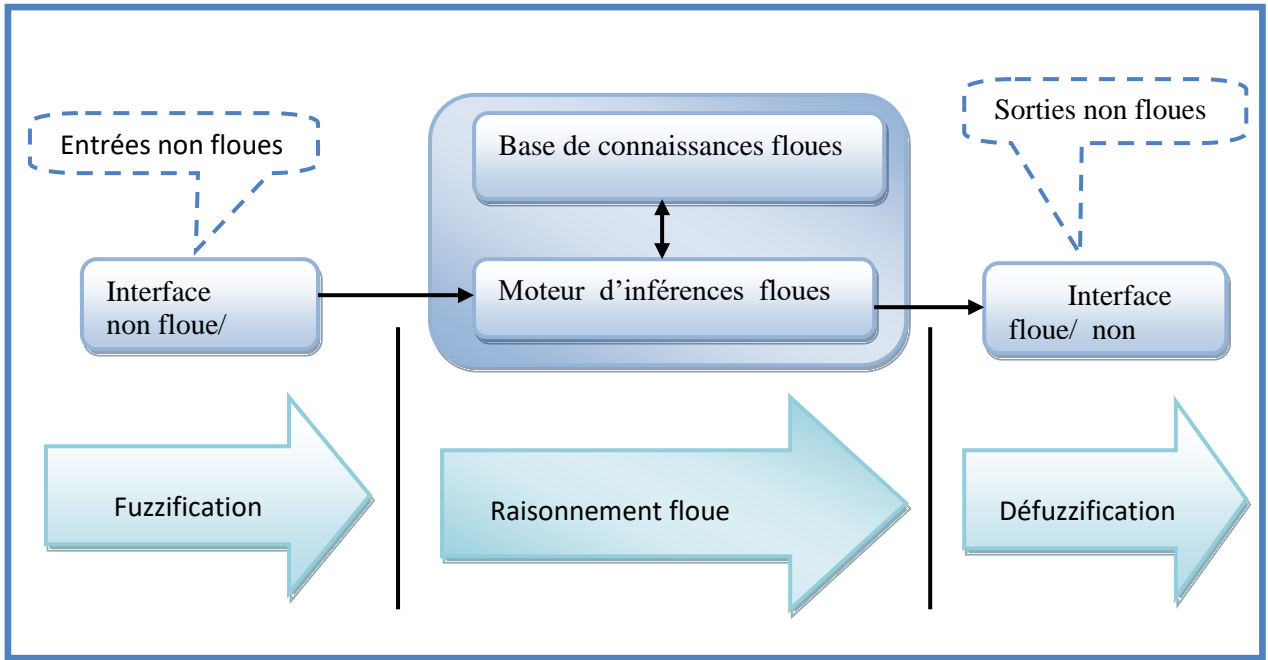 Entrées non floues
Base de connaissances floues
Sorties non floues
Interface
non floue/
Moteur d’inférences floues
Interface
floue/ non
Fuzzification
Raisonnement floue
Défuzzification